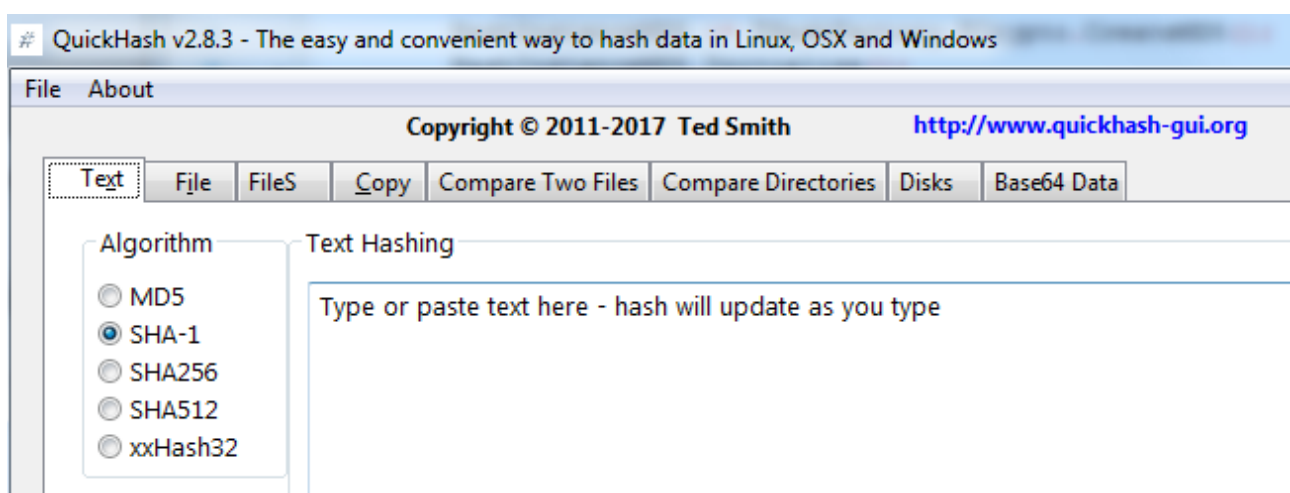 # QuickHash v2.8.3 - The easy and convenient way to hash data in Linux, OSX and Windows
File About
Copyright © 2011-2017 Ted Smith http://www.quickhash-gui.org
Text File FileS Copy Compare Two Files Compare Directories Disks Base64 Data
Algorithm Text Hashing
MD5
Type or paste text here - hash will update as you type
SHA-1
SHA256
SHA512
xxHash32